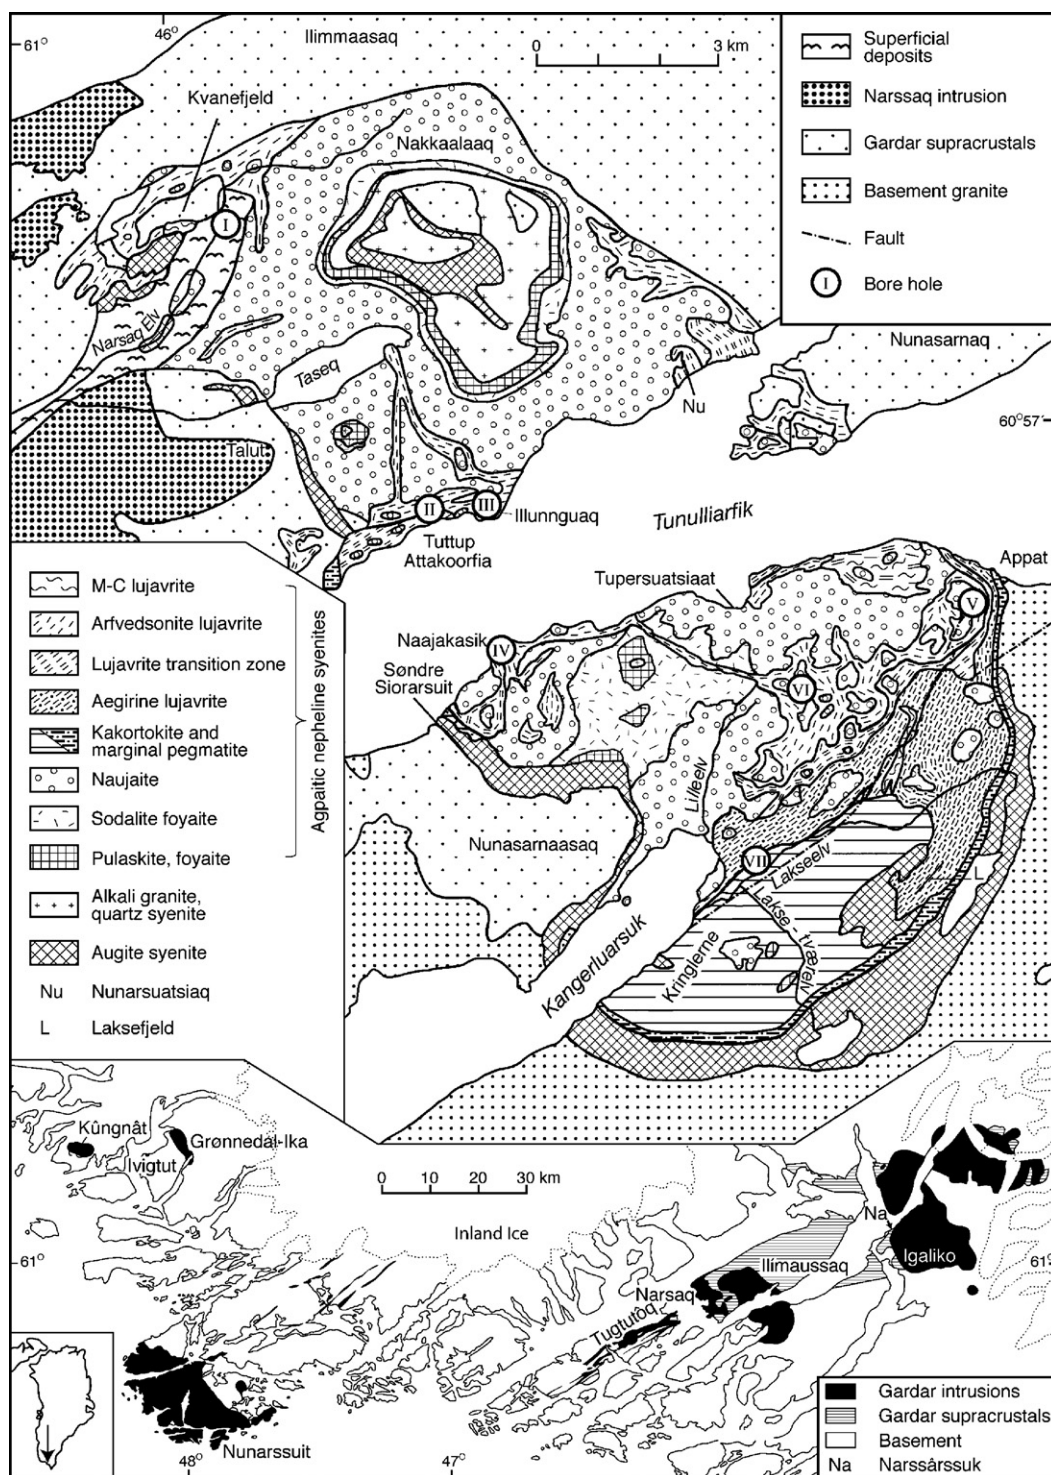 61°
46°
Ilimmaasaq
0
3 km
Kvanefjeld
Nakkaalaaq
I
Narsaq Elv
Taseq
Nunasarnaq
Nu
60°57'
Talut
II
III
Illunnguaq
Tunulliarfik
Tuttup
Attakoorfia
Appat
Tupersuatsiaat
V
Naajakasik
IV
Søndre
Siorarsuit
VI
Lilleelv
Nunasarnaasaq
VII
Lakseelv
L
Lakse-tværelv
Kangerluarsuk
Kringlerne
Superficial
deposits
Narssaq intrusion
Gardar supracrustals
Basement granite
Fault
I
Bore hole
M-C lujavrite
Arfvedsonite lujavrite
Lujavrite transition zone
Aegirine lujavrite
Kakortokite and
marginal pegmatite
Naujaite
Sodalite foyaite
Pulaskite, foyaite
Agpaitic nepheline syenites
Alkali granite,
quartz syenite
Augite syenite
Nu Nunarsuatsiaq
L Laksefjeld
Kûngnât
Grønnedal-Ika
Ivigtut
0 10 20 30 km
Inland Ice
Na
Igaliko
61°
61°
Ilímaussaq
Narsaq
Tugtutôq
Nunarssuit
48°
47°
Gardar intrusions
Gardar supracrustals
Basement
Na Narssârssuk